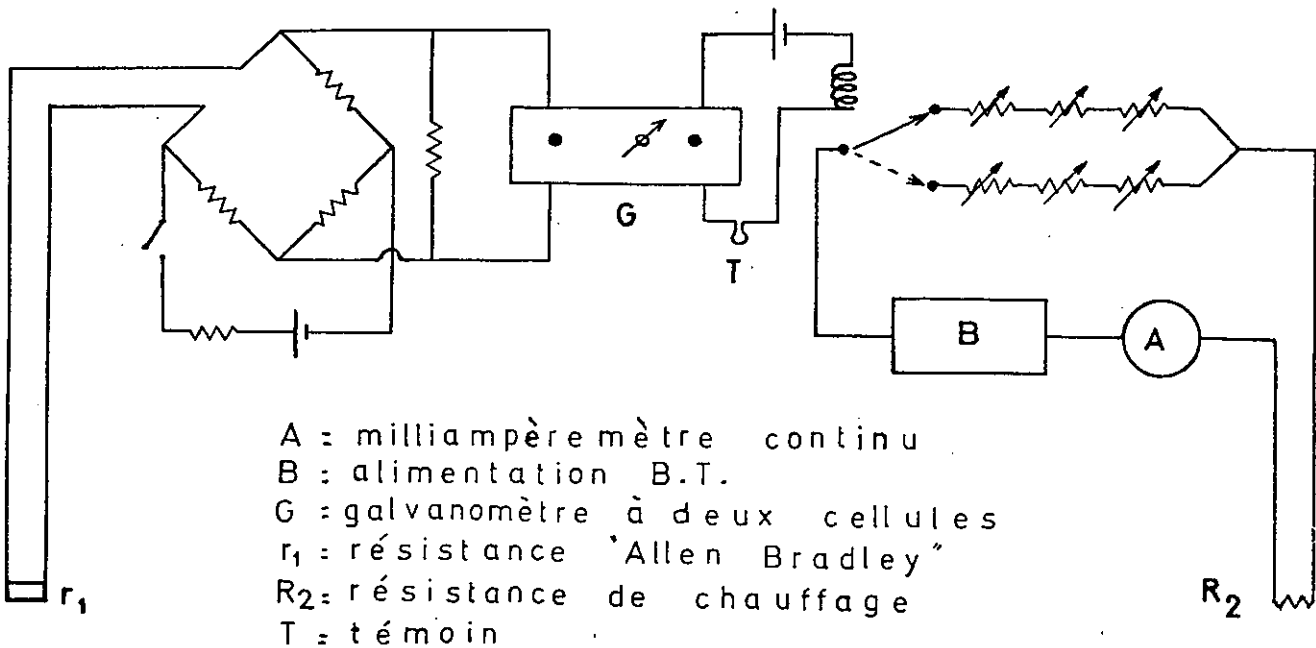 G
T
B
A
A : milliampèremètre continu
B : alimentation B.T.
G : galvanomètre à deux cellules
r₁ : résistance "Allen Bradley"
R₂ : résistance de chauffage
T : témoin
r₁
R₂